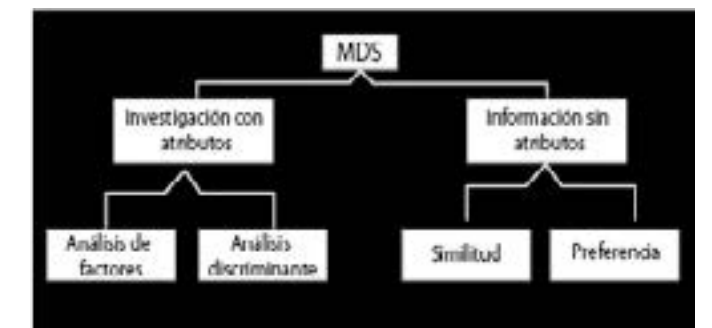 MDS
Investigación con
atributos
Información sin
atributos
Análisis de
factores
Análisis
discriminante
Similitud
Preferencia